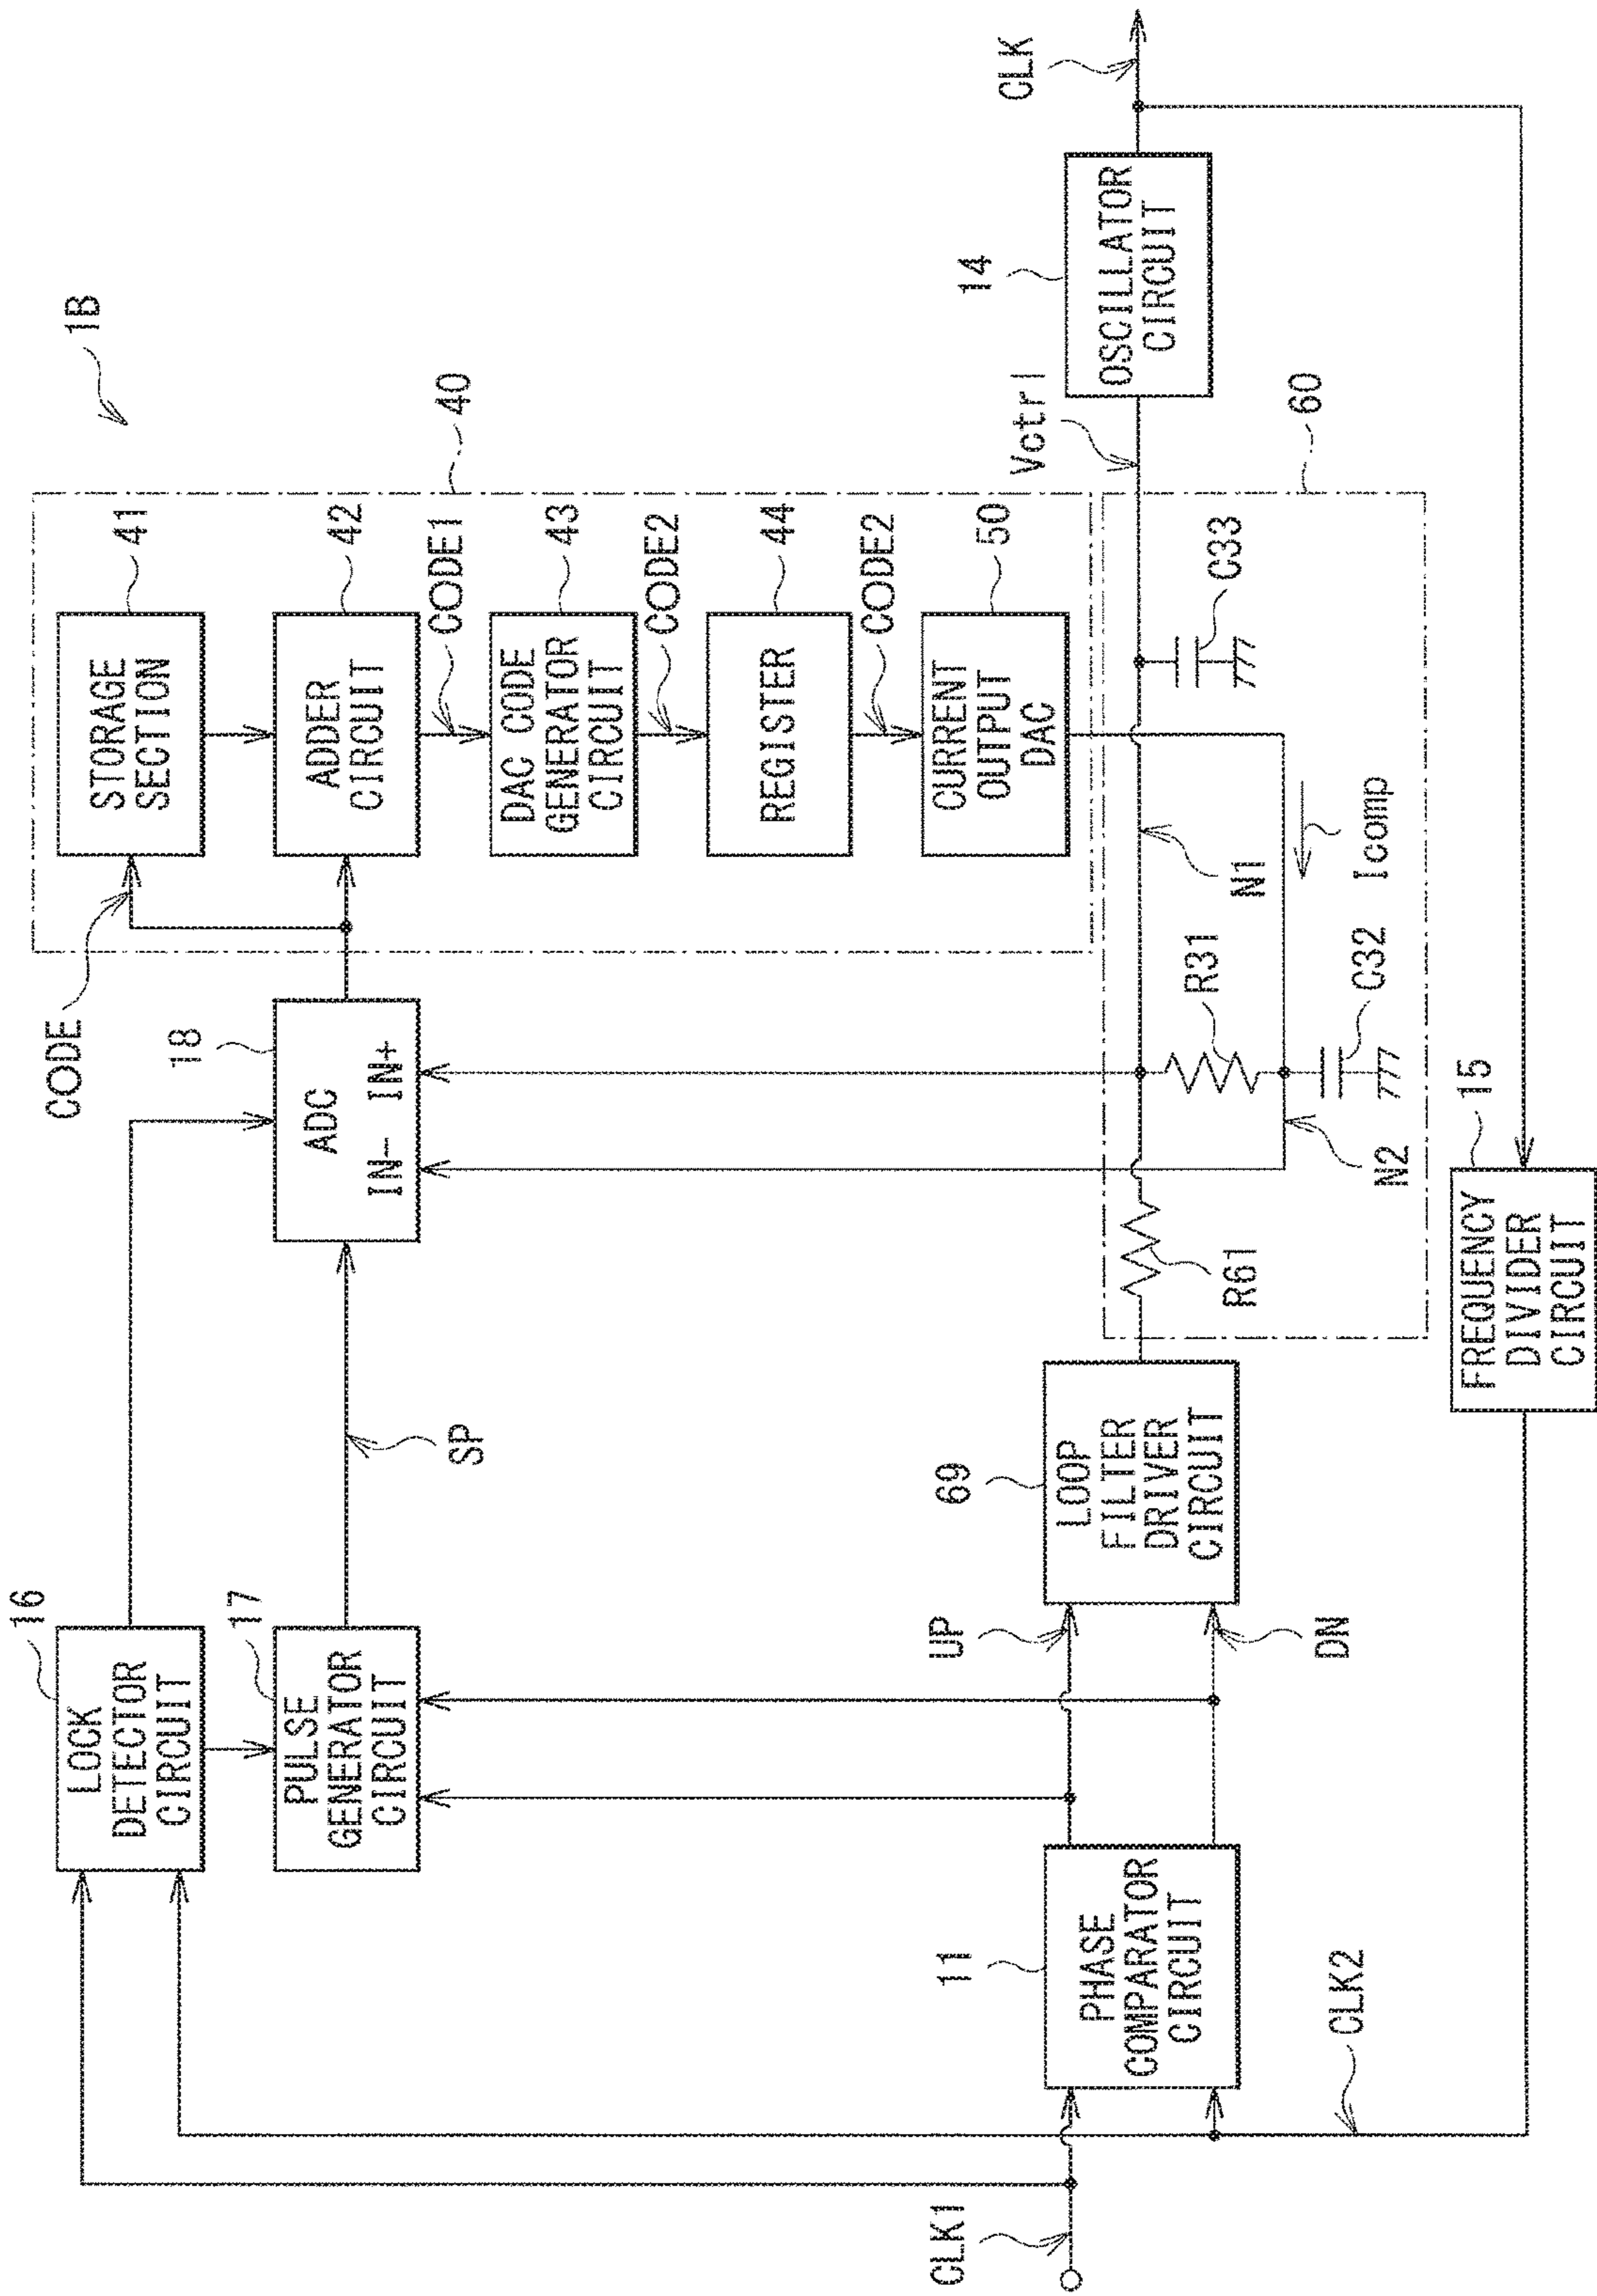 1B
16
LOCK
DETECTOR
CIRCUIT
CODE
STORAGE
SECTION
41
17
PULSE
GENERATOR
CIRCUIT
SP
18
ADC
IN- IN+
ADDER
CIRCUIT
42
CODE1
DAC CODE
GENERATOR
CIRCUIT
43
CODE2
REGISTER
44
CODE2
CURRENT
OUTPUT
DAC
50
40
CLK1
11
PHASE
COMPARATOR
CIRCUIT
UP
DN
69
LOOP
FILTER
DRIVER
CIRCUIT
R61
R31
N1
C33
Vctrl
14
OSCILLATOR
CIRCUIT
CLK
N2
C32
Icomp
60
CLK2
15
FREQUENCY
DIVIDER
CIRCUIT